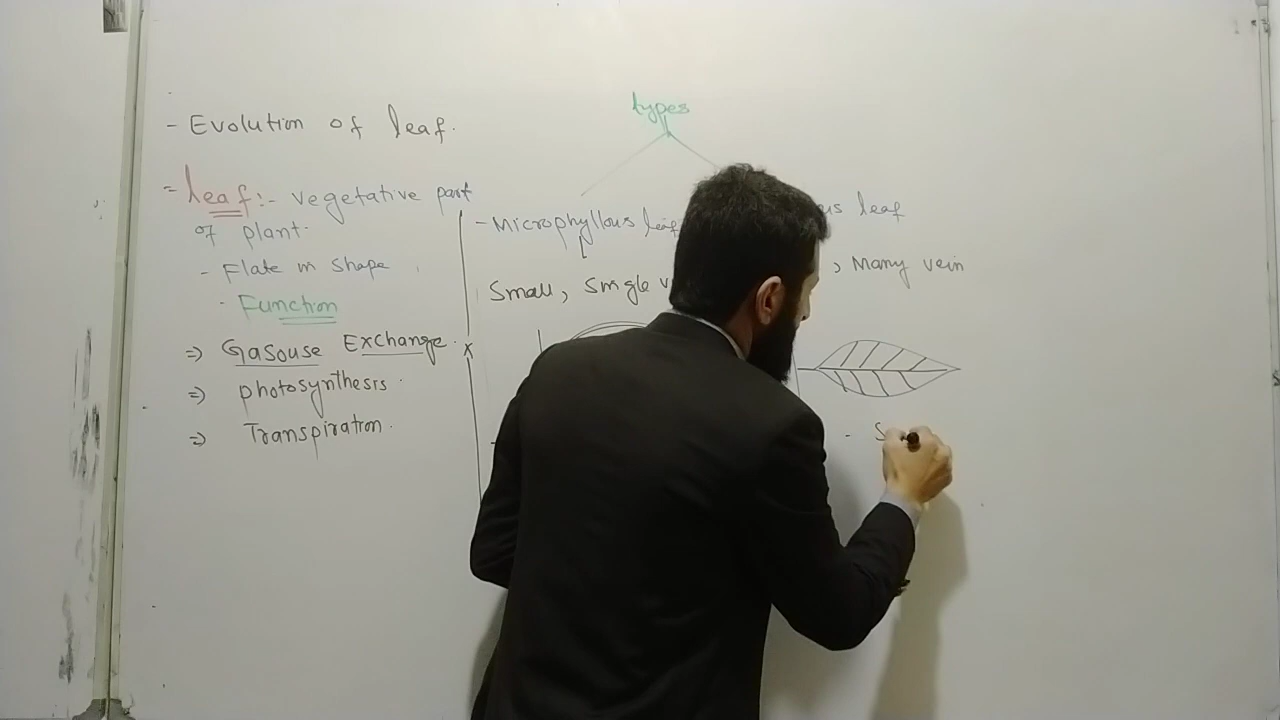 - Evolution of leaf.
= leaf:- vegetative part
of plant.
- Flate in shape
- Function
=> Gasouse Exchange.
=> photosynthesis.
=> Transpiration.
types
- Microphyllous leaf
Small, Single
leaf
, Many vein